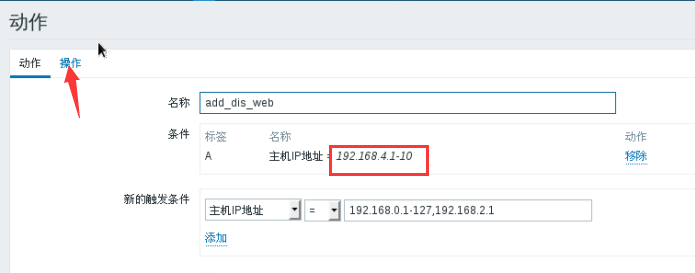 动作
动作 操作
名称 add_dis_web
条件 标签 名称 动作
A 主机IP地址 = 192.168.4.1-10 移除
新的触发条件
主机IP地址 = 192.168.0.1-127,192.168.2.1
添加